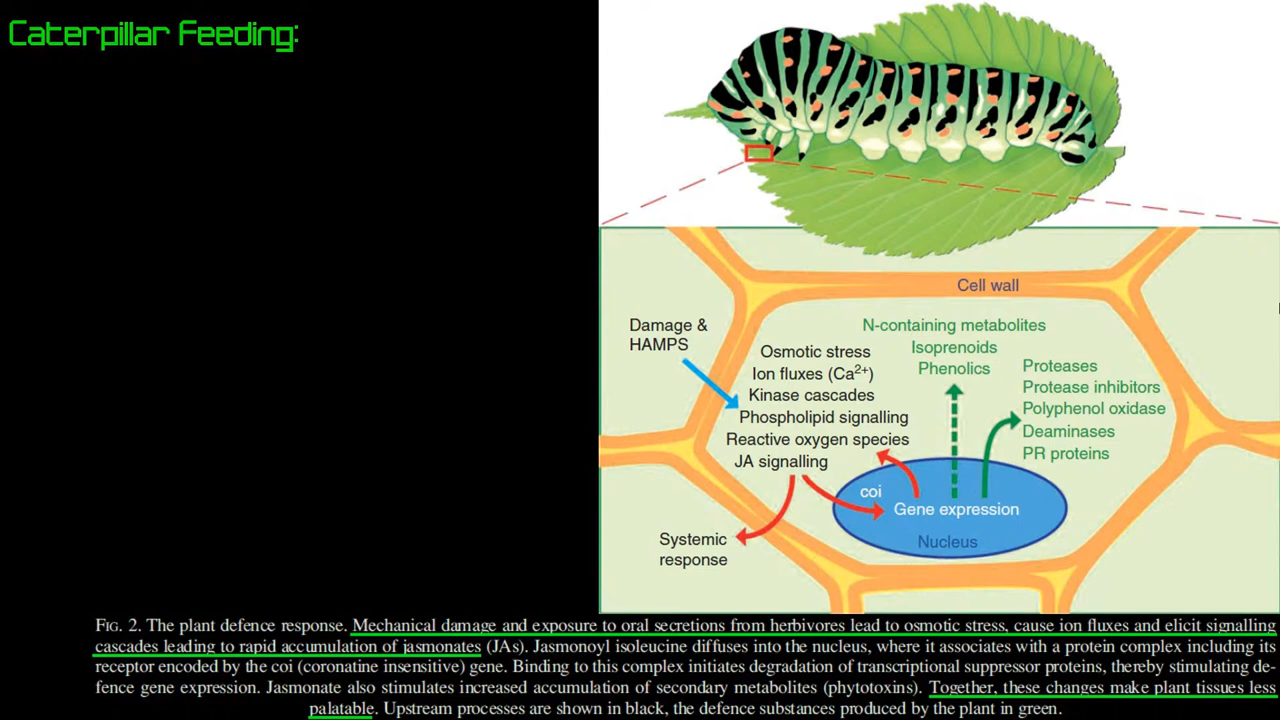 Caterpillar Feeding:
Cell wall
Damage &
HAMPS
N-containing metabolites
Isoprenoids
Phenolics
Osmotic stress
Ion fluxes (Ca²⁺)
Kinase cascades
Phospholipid signalling
Reactive oxygen species
JA signalling
Proteases
Protease inhibitors
Polyphenol oxidase
Deaminases
PR proteins
coi
Gene expression
Nucleus
Systemic
response
FIG. 2. The plant defence response. Mechanical damage and exposure to oral secretions from herbivores lead to osmotic stress, cause ion fluxes and elicit signalling
cascades leading to rapid accumulation of jasmonates (JAs). Jasmonoyl isoleucine diffuses into the nucleus, where it associates with a protein complex including its
receptor encoded by the coi (coronatine insensitive) gene. Binding to this complex initiates degradation of transcriptional suppressor proteins, thereby stimulating de-
fence gene expression. Jasmonate also stimulates increased accumulation of secondary metabolites (phytotoxins). Together, these changes make plant tissues less
palatable. Upstream processes are shown in black, the defence substances produced by the plant in green.